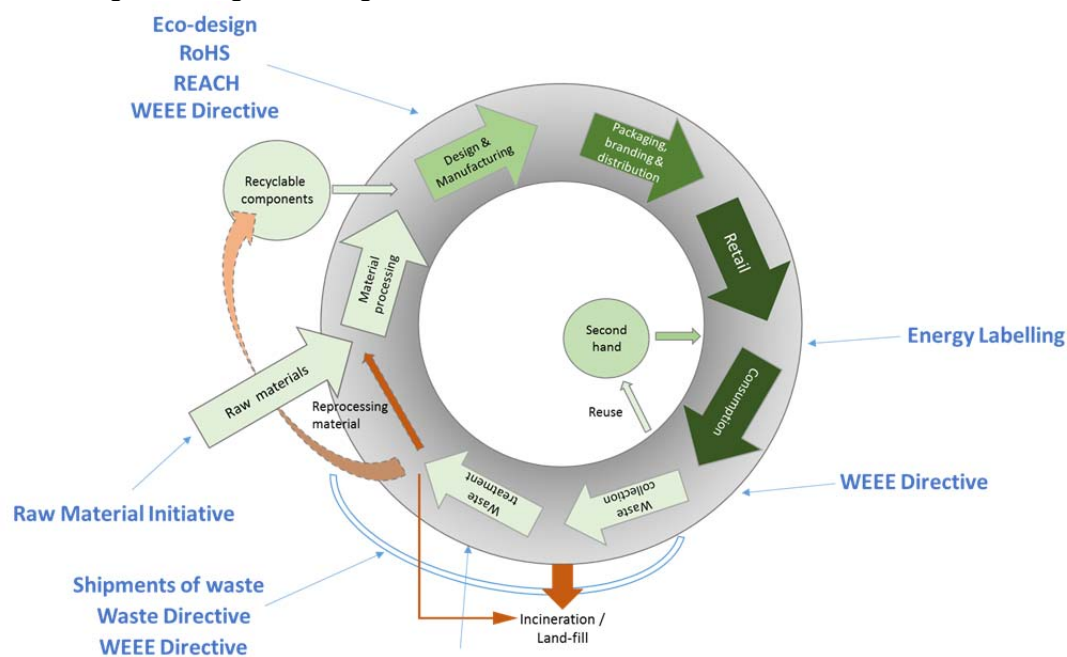 Eco-design
RoHS
REACH
WEEE Directive
Recyclable
components
Design &
Manufacturing
Packaging,
branding &
distribution
Retail
Material
processing
Second
hand
Energy Labelling
Raw materials
Reprocessing
material
Reuse
Consumption
Waste
treatment
Waste
collection
WEEE Directive
Raw Material Initiative
Shipments of waste
Waste Directive
WEEE Directive
Incineration /
Land-fill